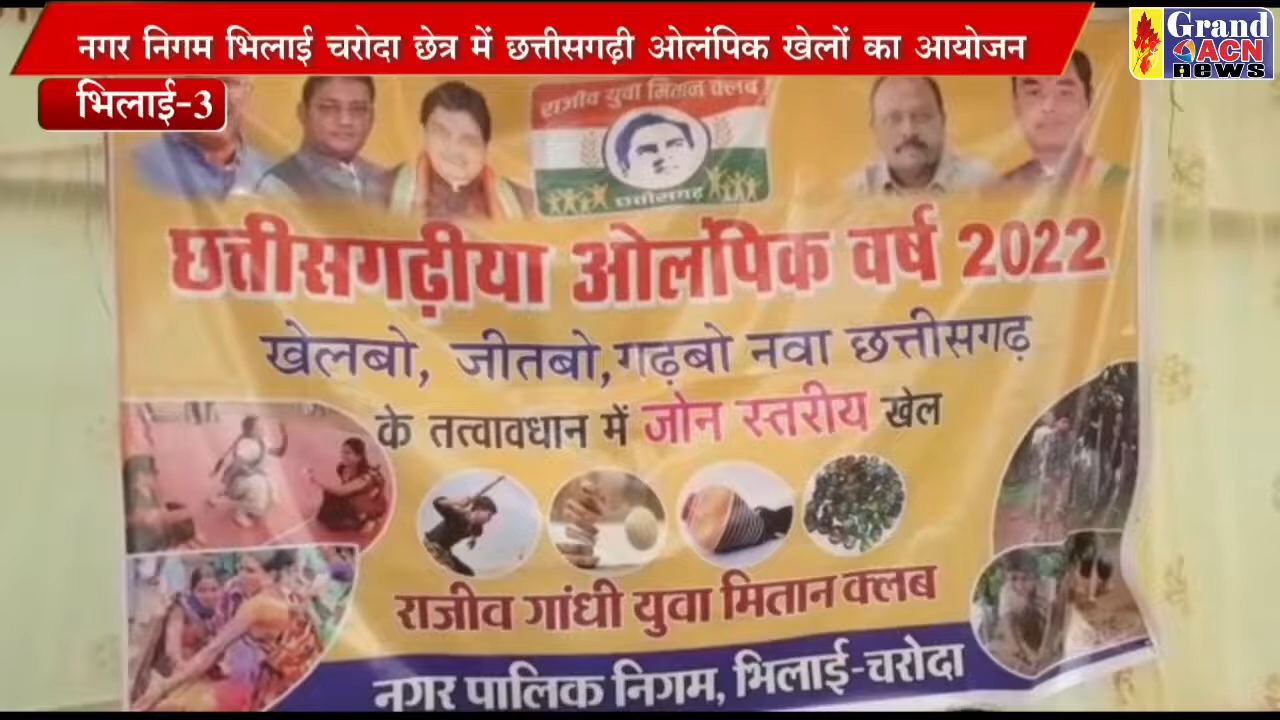 नगर निगम भिलाई चरोदा छेत्र में छत्तीसगढ़ी ओलंपिक खेलों का आयोजन
Grand
ACN
News
भिलाई-3
राजीव युवा मितान क्लब
छत्तीसगढ़
छत्तीसगढ़ीया ओलंपिक वर्ष 2022
खेलबो, जीतबो, गढ़बो नवा छत्तीसगढ़
के तत्वावधान में जोन स्तरीय खेल
राजीव गांधी युवा मितान क्लब
नगर पालिक निगम, भिलाई-चरोदा